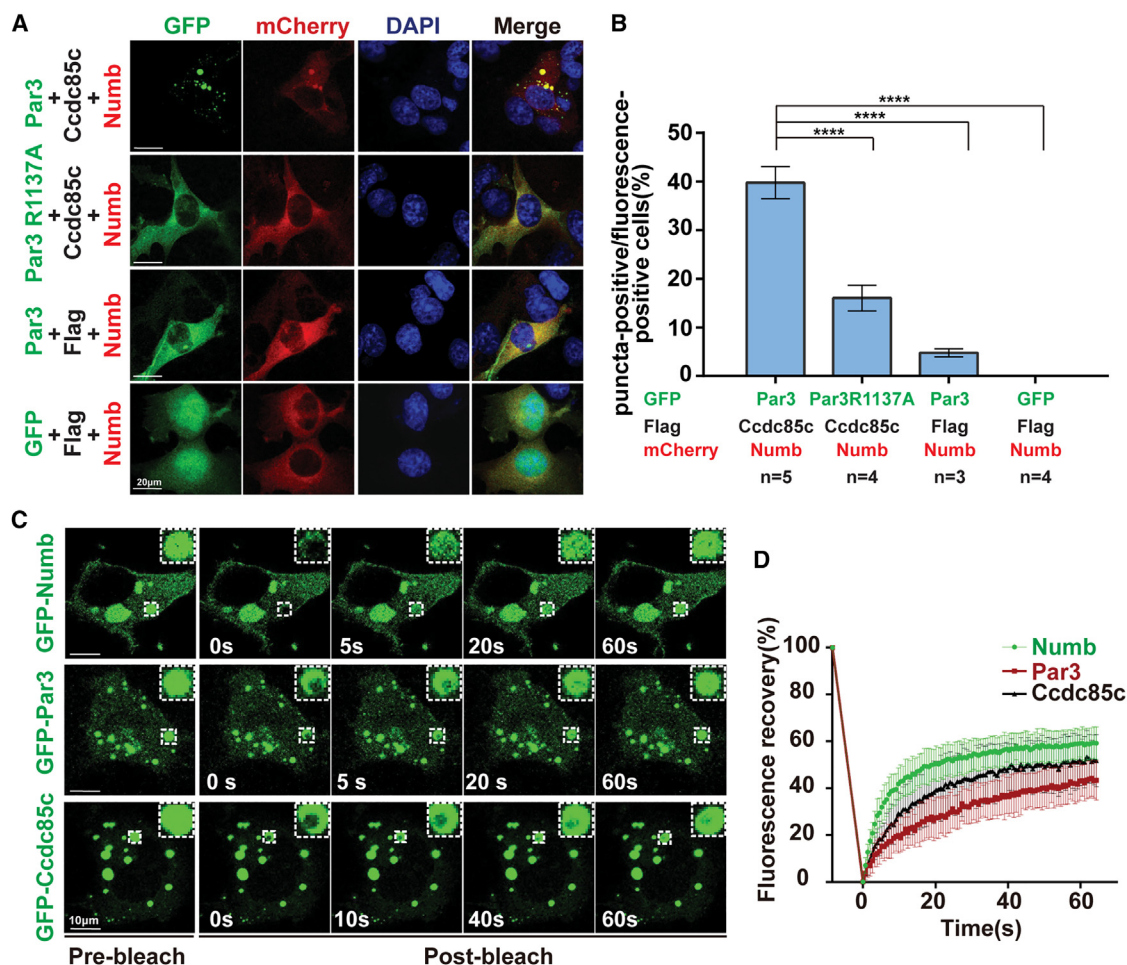 A
GFP mCherry DAPI Merge
Par3
+
Ccdc85c
+
Numb
Par3 R1137A
+
Ccdc85c
+
Numb
Par3
+
Flag
+
Numb
GFP
+
Flag
+
Numb
20μm
B
puncta-positive/fluorescence-
positive cells(%)
50
40
30
20
10
0
****
****
****
GFP Par3 Par3R1137A Par3 GFP
Flag Ccdc85c Ccdc85c Flag Flag
mCherry Numb Numb Numb Numb
n=5 n=4 n=3 n=4
C
GFP-Numb
0s 5s 20s 60s
GFP-Par3
0 s 5 s 20 s 60s
GFP-Ccdc85c
10μm 0s 10s 40s 60s
Pre-bleach Post-bleach
D
Fluorescence recovery(%)
100
80
60
40
20
0
Numb
Par3
Ccdc85c
0 20 40 60
Time(s)